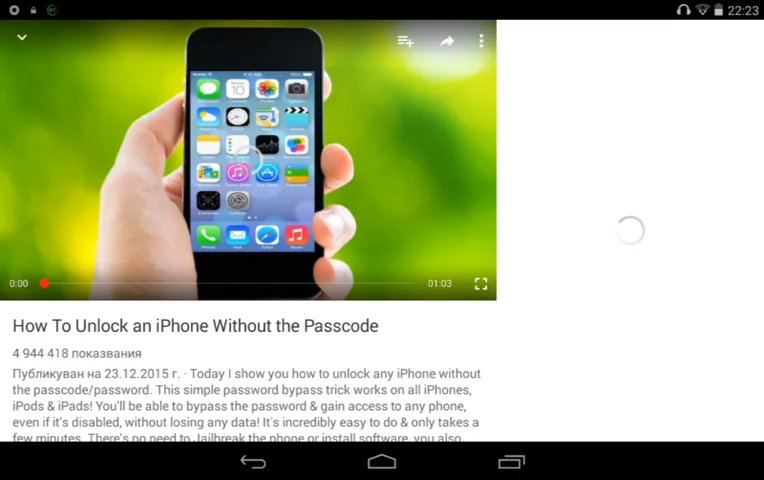 22:23
0:00
01:03
How To Unlock an iPhone Without the Passcode
4 944 418 показвания
Публикуван на 23.12.2015 г. · Today I show you how to unlock any iPhone without
the passcode/password. This simple password bypass trick works on all iPhones,
iPods & iPads! You'll be able to bypass the password & gain access to any phone,
even if it's disabled, without losing any data! It's incredibly easy to do & only takes a
few minutes. There's no need to Jailbreak the phone or install software, you also